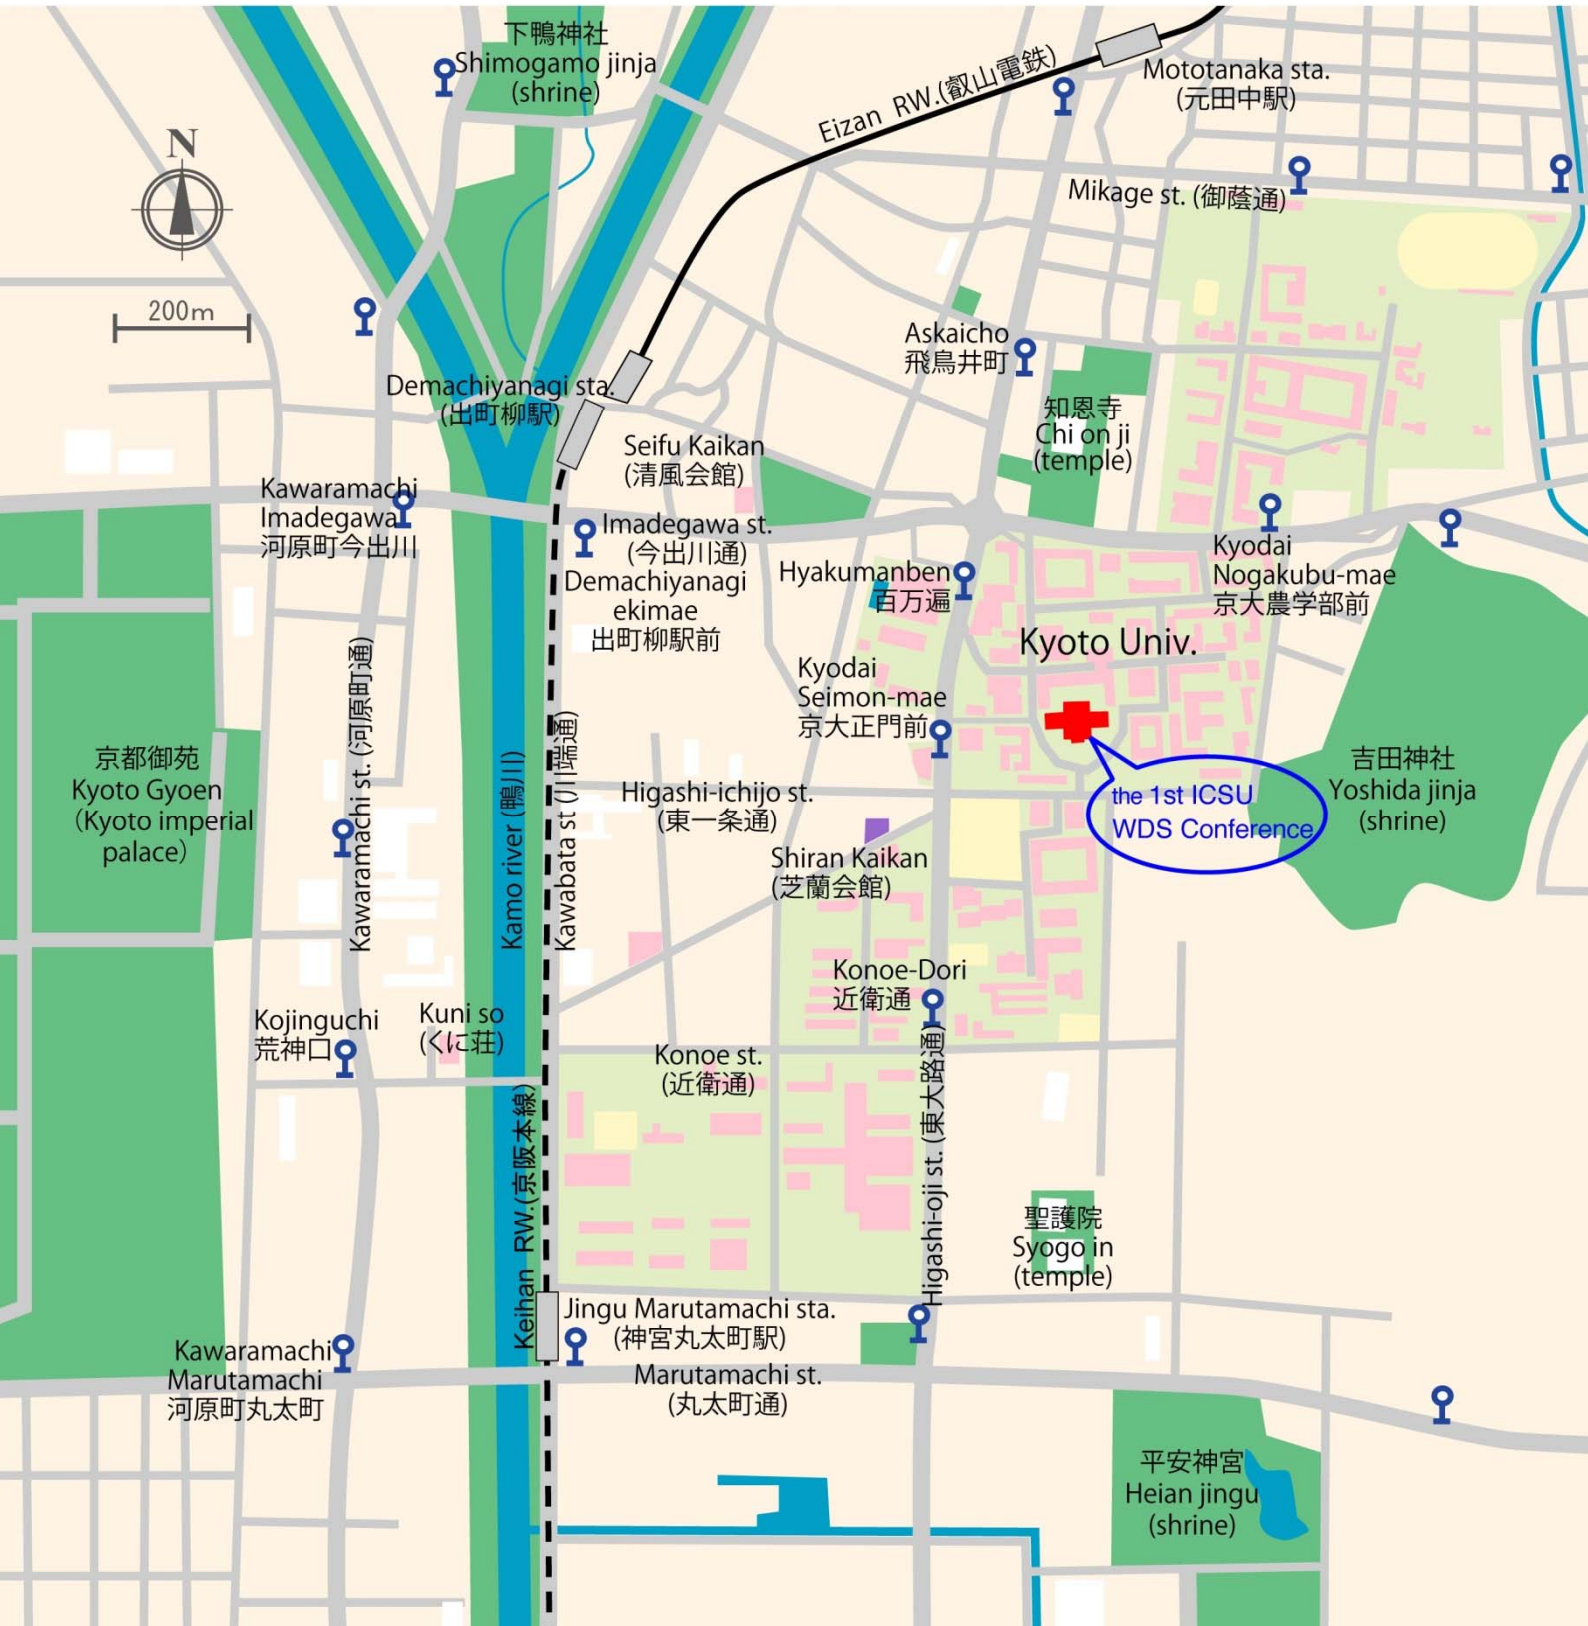 下鴨神社
Shimogamo jinja
(shrine)
Eizan RW.(叡山電鉄)
Mototanaka sta.
(元田中駅)
N
Mikage st. (御蔭通)
200m
Askaicho
飛鳥井町
Demachiyanagi sta.
(出町柳駅)
知恩寺
Chi on ji
(temple)
Seifu Kaikan
(清風会館)
Kawaramachi
Imadegawa
河原町今出川
Imadegawa st.
(今出川通)
Demachiyanagi
ekimae
出町柳駅前
Hyakumanben
百万遍
Kyodai
Nogakubu-mae
京大農学部前
Kyoto Univ.
Kyodai
Seimon-mae
京大正門前
Kawaramachi st. (河原町通)
京都御苑
Kyoto Gyoen
(Kyoto imperial
palace)
Kamo river (鴨川)
Kawabata st (川端通)
Higashi-ichijo st.
(東一条通)
the 1st ICSU
WDS Conference
吉田神社
Yoshida jinja
(shrine)
Shiran Kaikan
(芝蘭会館)
Konoe-Dori
近衛通
Kojinguchi
荒神口
Kuni so
(くに荘)
Konoe st.
(近衛通)
Keihan RW.(京阪本線)
Higashi-oji st. (東大路通)
聖護院
Syogo in
(temple)
Jingu Marutamachi sta.
(神宮丸太町駅)
Kawaramachi
Marutamachi
河原町丸太町
Marutamachi st.
(丸太町通)
平安神宮
Heian jingu
(shrine)